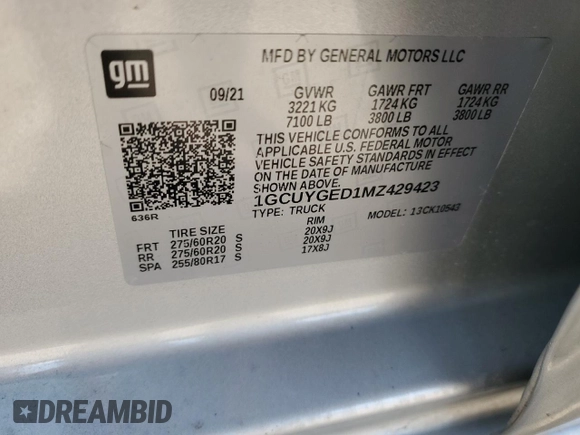 gm
MFD BY GENERAL MOTORS LLC
09/21 GVWR GAWR FRT GAWR RR
3221 KG 1724 KG 1724 KG
7100 LB 3800 LB 3800 LB
THIS VEHICLE CONFORMS TO ALL
APPLICABLE U.S. FEDERAL MOTOR
VEHICLE SAFETY STANDARDS IN EFFECT
ON THE DATE OF MANUFACTURE
SHOWN ABOVE.
1GCUYGED1MZ429423
TYPE: TRUCK MODEL: 13CK10543
636R
TIRE SIZE RIM
FRT 275/60R20 S 20X9J
RR 275/60R20 S 20X9J
SPA 255/80R17 S 17X8J
DREAMBID